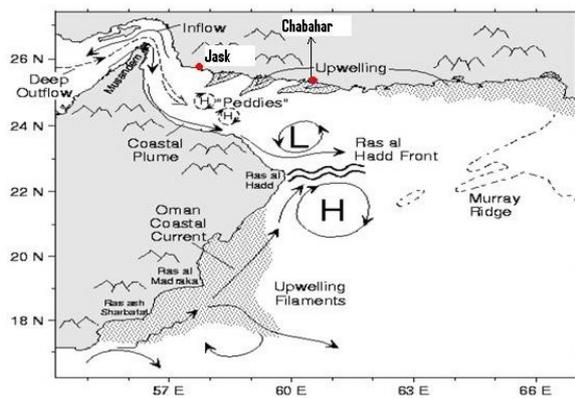 Inflow
Chabahar
26 N
Jask
Musandem
Upwelling
Deep
Outflow
H "Peddies"
H
24 N
Coastal
Plume
L
Ras al
Hadd Front
Ras al
Hadd
22 N
H
Murray
Ridge
Oman
Coastal
Current
20 N
Ras al
Madraka
Upwelling
Filaments
Ras ash
Sharbatat
18 N
57 E
60 E
63 E
66 E